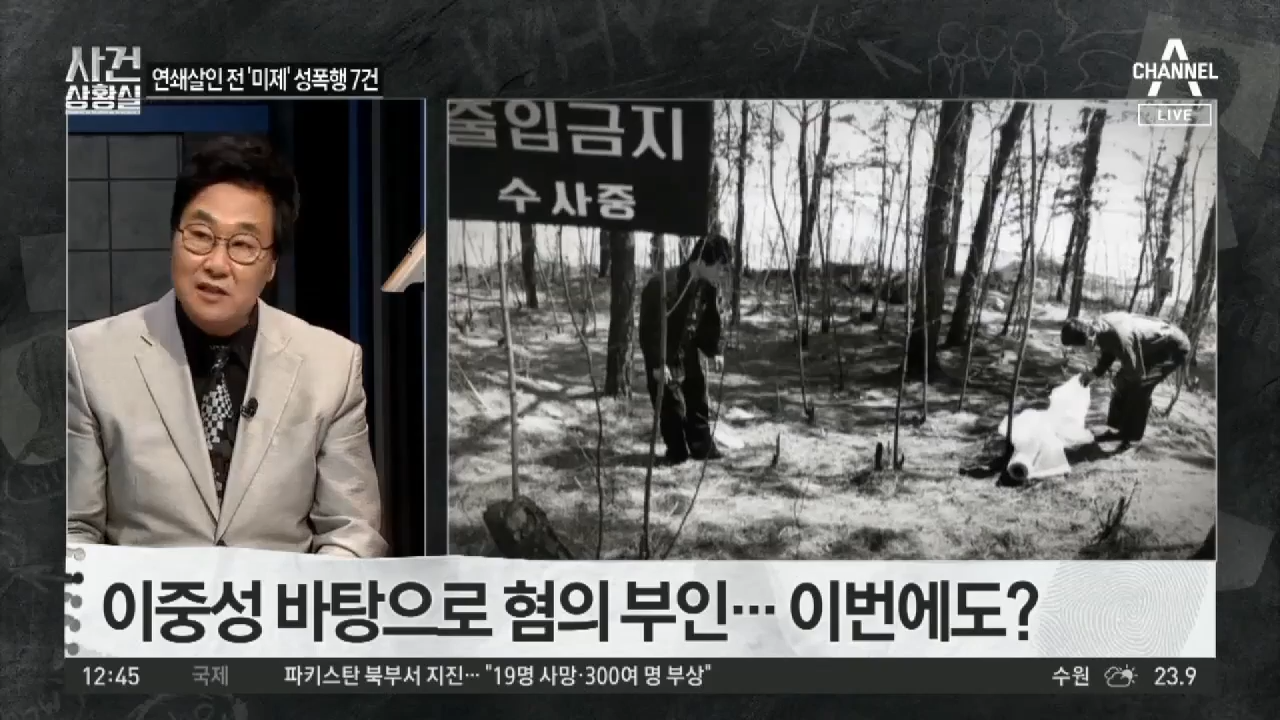 사건
상황실
연쇄살인 전 '미제' 성폭행 7건
CHANNEL
LIVE
출입금지
수사중
이중성 바탕으로 혐의 부인… 이번에도?
12:45 국제 파키스탄 북부서 지진… "19명 사망·300여 명 부상" 수원 23.9